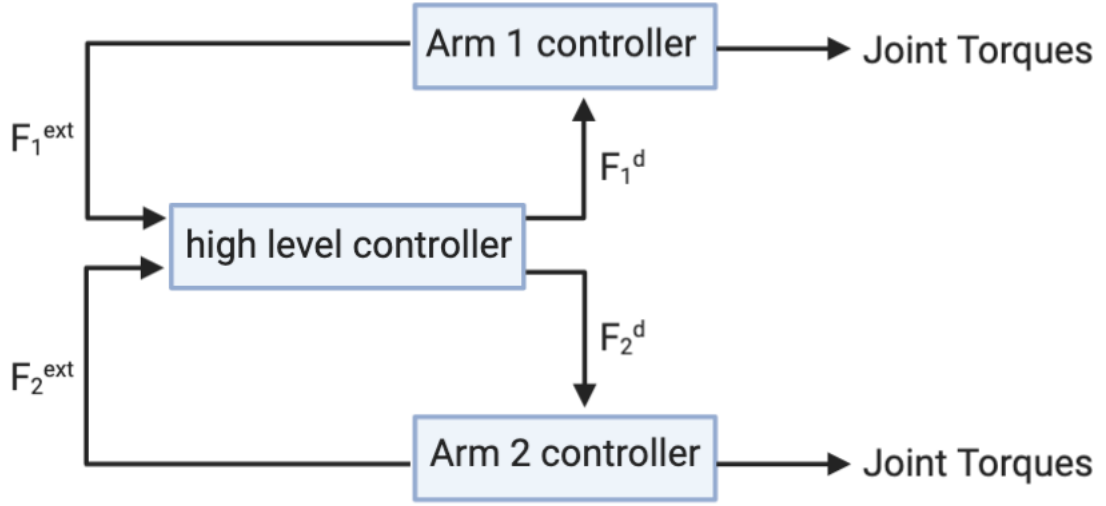 Arm 1 controller
Joint Torques
F₁ᵉˣᵗ
F₁ᵈ
high level controller
F₂ᵈ
F₂ᵉˣᵗ
Arm 2 controller
Joint Torques